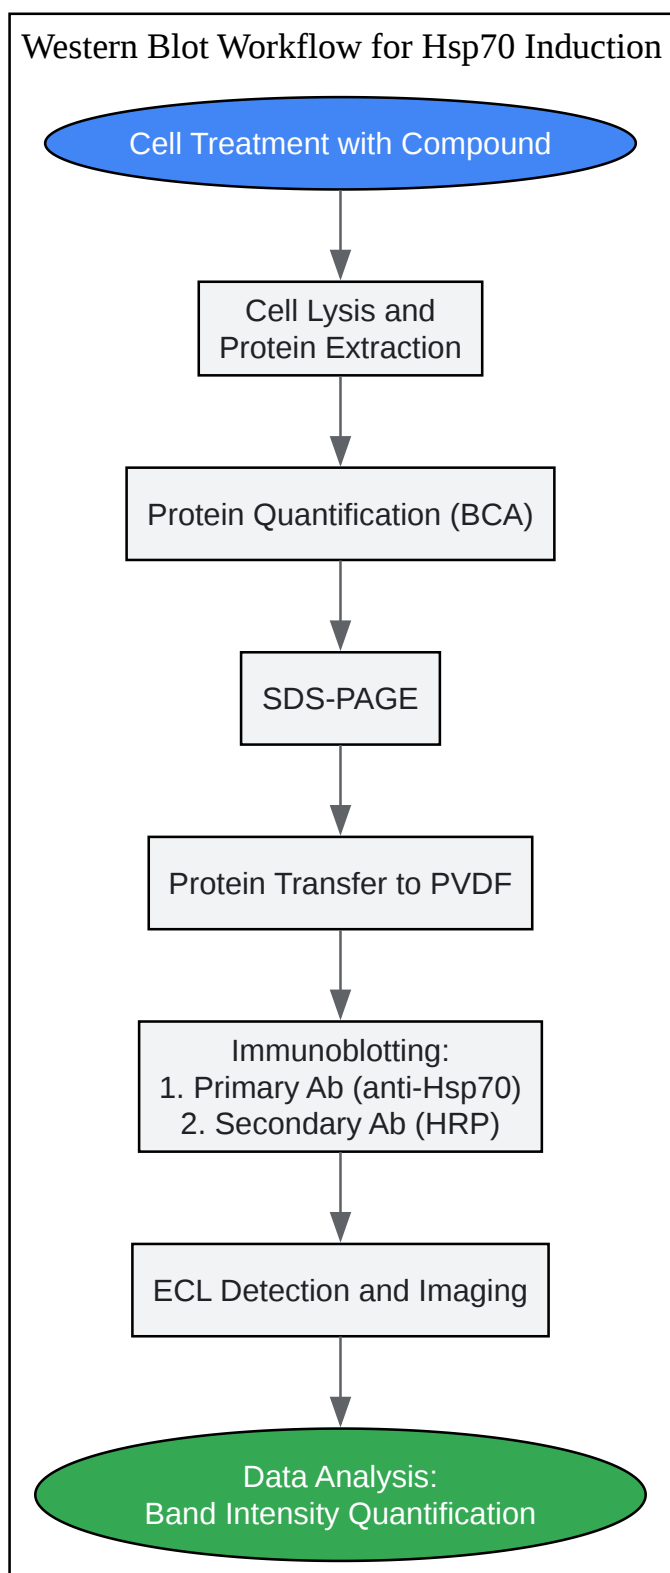 Western Blot Workflow for Hsp70 Induction
Cell Treatment with Compound
Cell Lysis and
Protein Extraction
Protein Quantification (BCA)
SDS-PAGE
Protein Transfer to PVDF
Immunoblotting:
1. Primary Ab (anti-Hsp70)
2. Secondary Ab (HRP)
ECL Detection and Imaging
Data Analysis:
Band Intensity Quantification